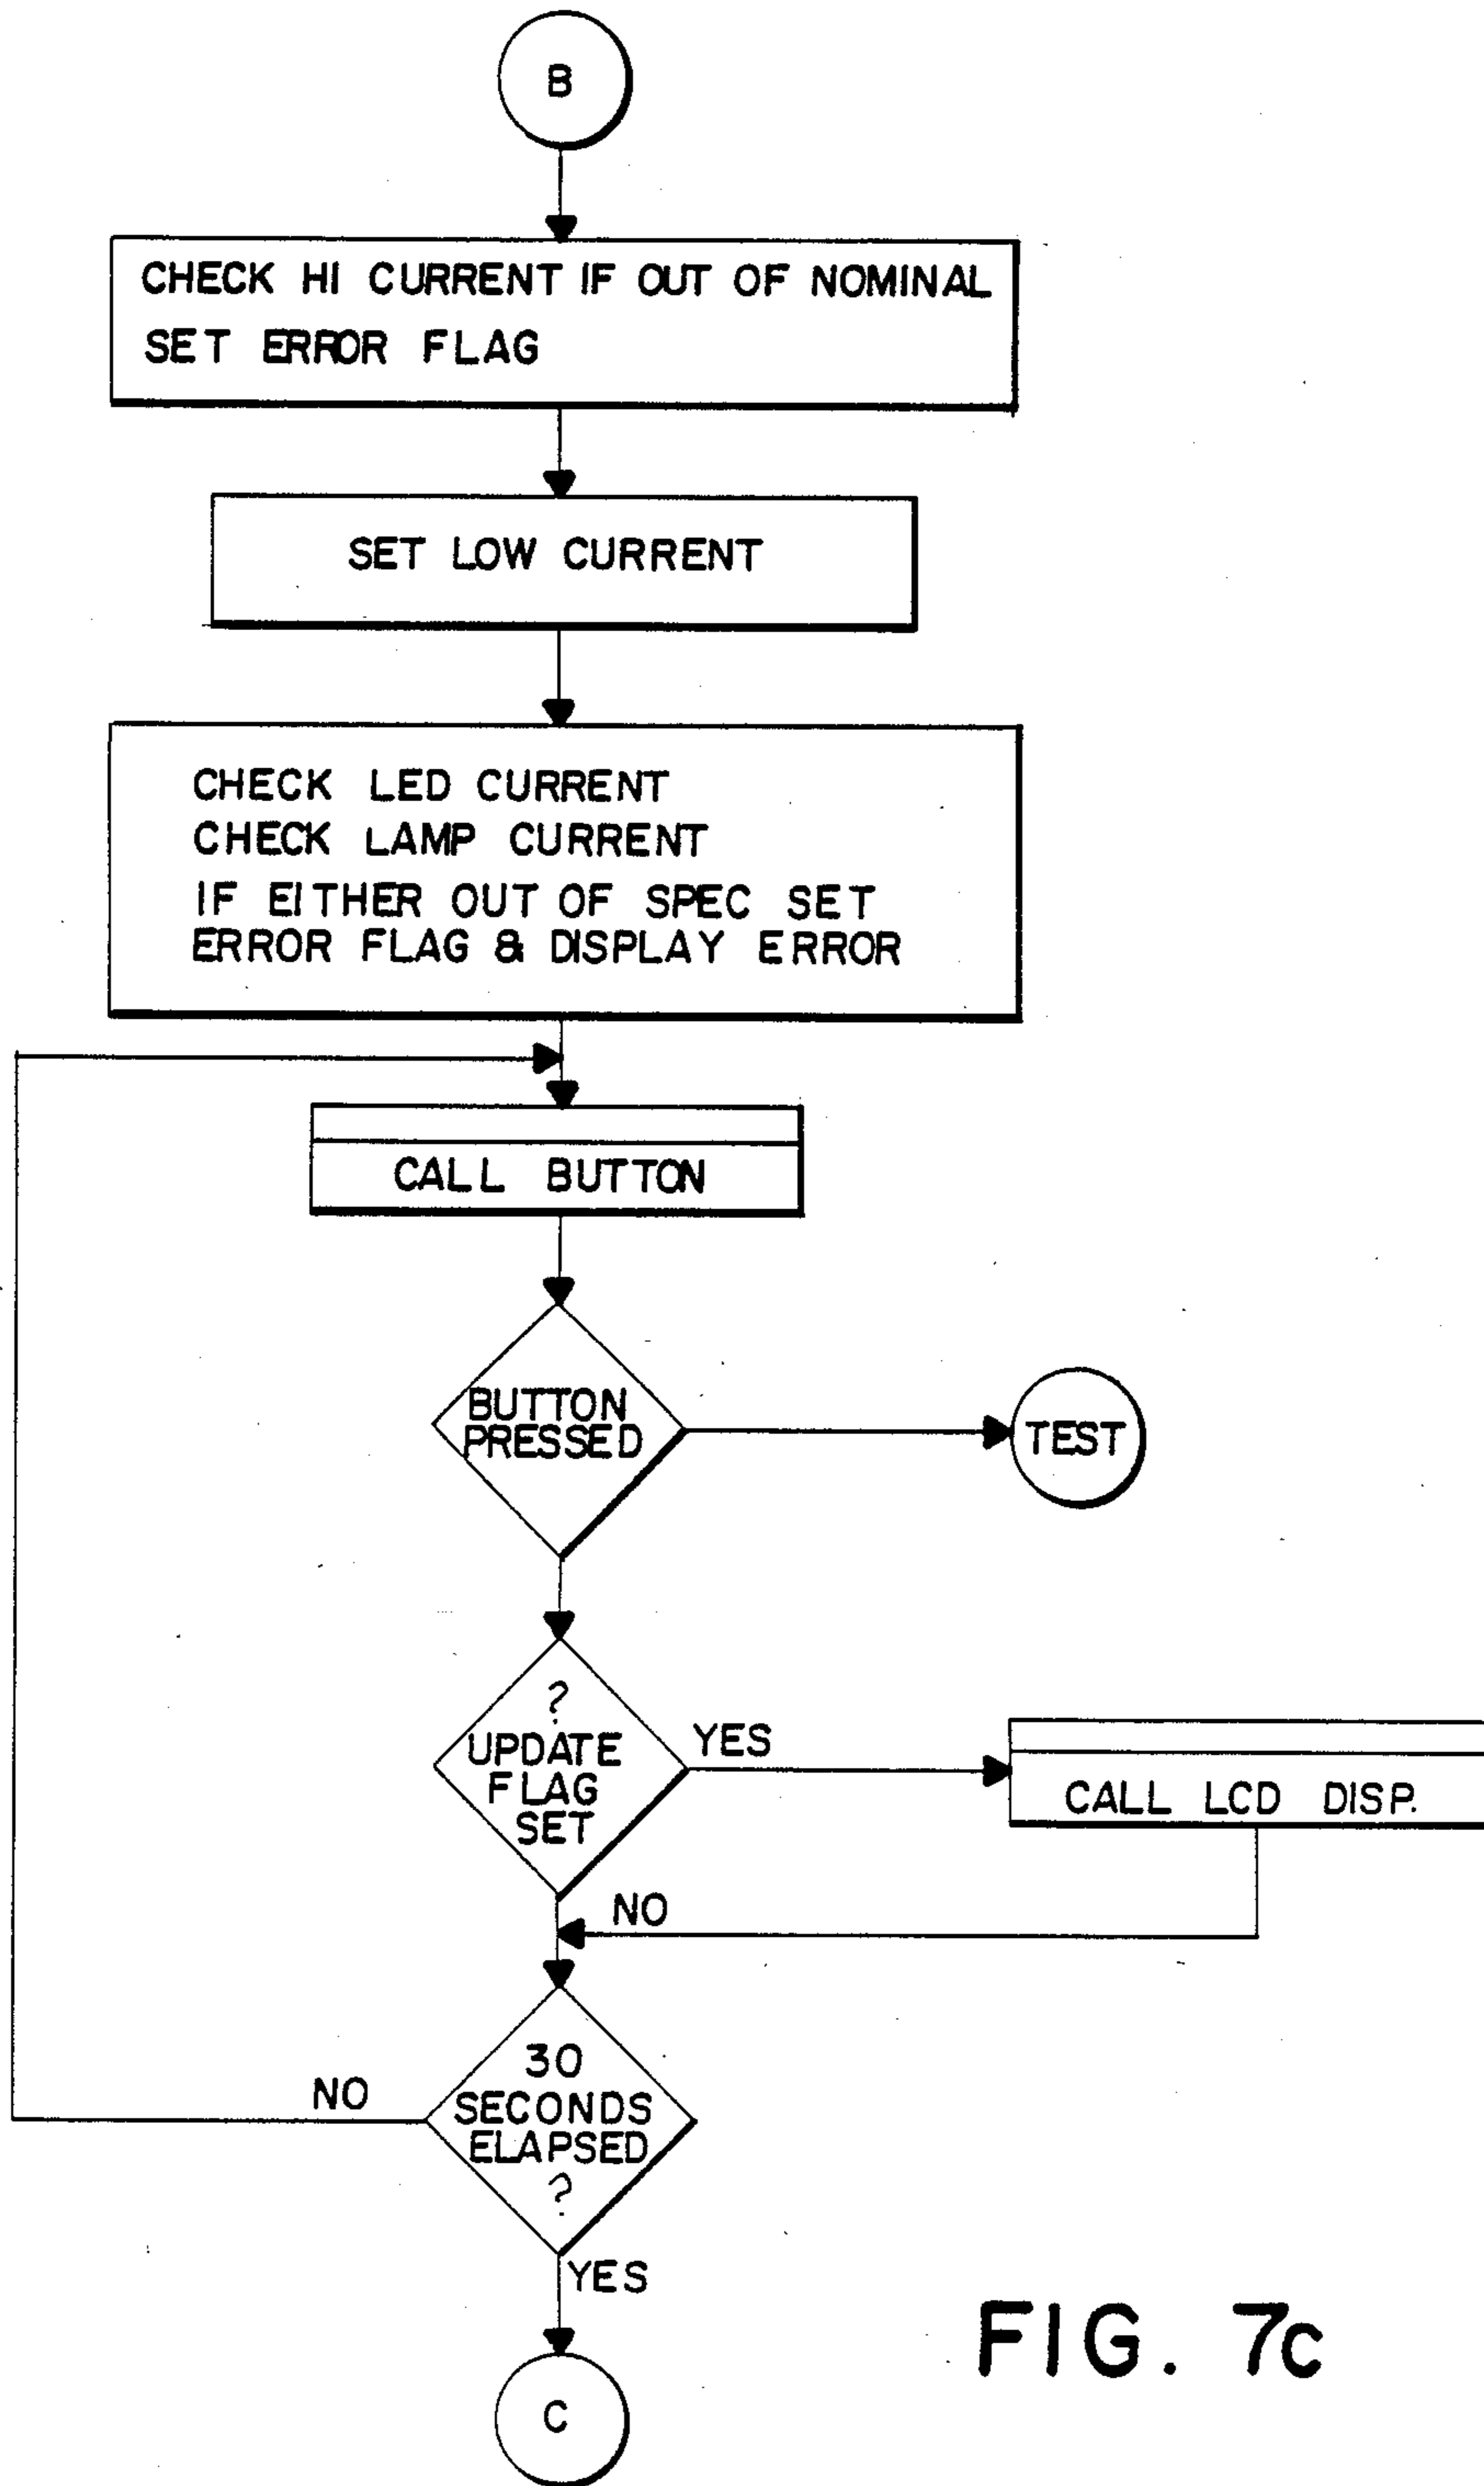 B
CHECK HI CURRENT IF OUT OF NOMINAL
SET ERROR FLAG
SET LOW CURRENT
CHECK LED CURRENT
CHECK LAMP CURRENT
IF EITHER OUT OF SPEC SET
ERROR FLAG & DISPLAY ERROR
CALL BUTTON
BUTTON
PRESSED
TEST
?
UPDATE
FLAG
SET
YES
CALL LCD DISP.
NO
30
SECONDS
ELAPSED
?
NO
YES
C
FIG. 7c